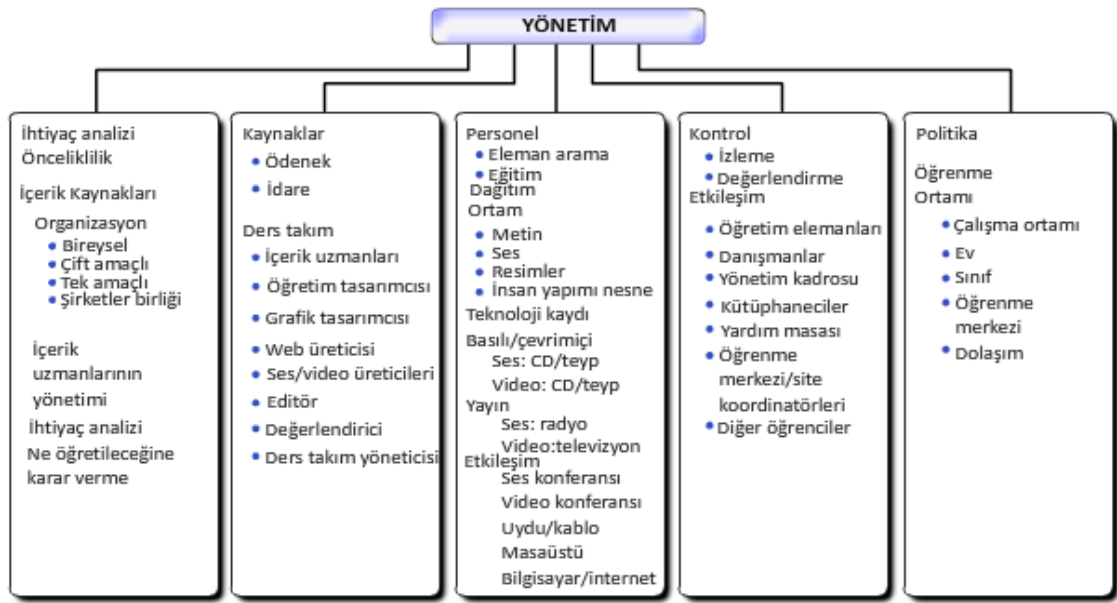 YÖNETİM
İhtiyaç analizi
Önceliklilik
İçerik Kaynakları
Organizasyon
Bireysel
Çift amaçlı
Tek amaçlı
Şirketler birliği
İçerik
uzmanlarının
yönetimi
İhtiyaç analizi
Ne öğretileceğine
karar verme
Kaynaklar
Ödenek
İdare
Ders takım
İçerik uzmanları
Öğretim tasarımcısı
Grafik tasarımcısı
Web üreticisi
Ses/video üreticileri
Editör
Değerlendirici
Ders takım yöneticisi
Personel
Eleman arama
Eğitim
Dağıtım
Ortam
Metin
Ses
Resimler
İnsan yapımı nesne
Teknoloji kaydı
Basılı/çevrimiçi
Ses: CD/teyp
Video: CD/teyp
Yayın
Ses: radyo
Video:televizyon
Etkileşim
Ses konferansı
Video konferansı
Uydu/kablo
Masaüstü
Bilgisayar/internet
Kontrol
İzleme
Değerlendirme
Etkileşim
Öğretim elemanları
Danışmanlar
Yönetim kadrosu
Kütüphaneciler
Yardım masası
Öğrenme
merkezi/site
koordinatörleri
Diğer öğrenciler
Politika
Öğrenme
Ortamı
Çalışma ortamı
Ev
Sınıf
Öğrenme
merkezi
Dolaşım